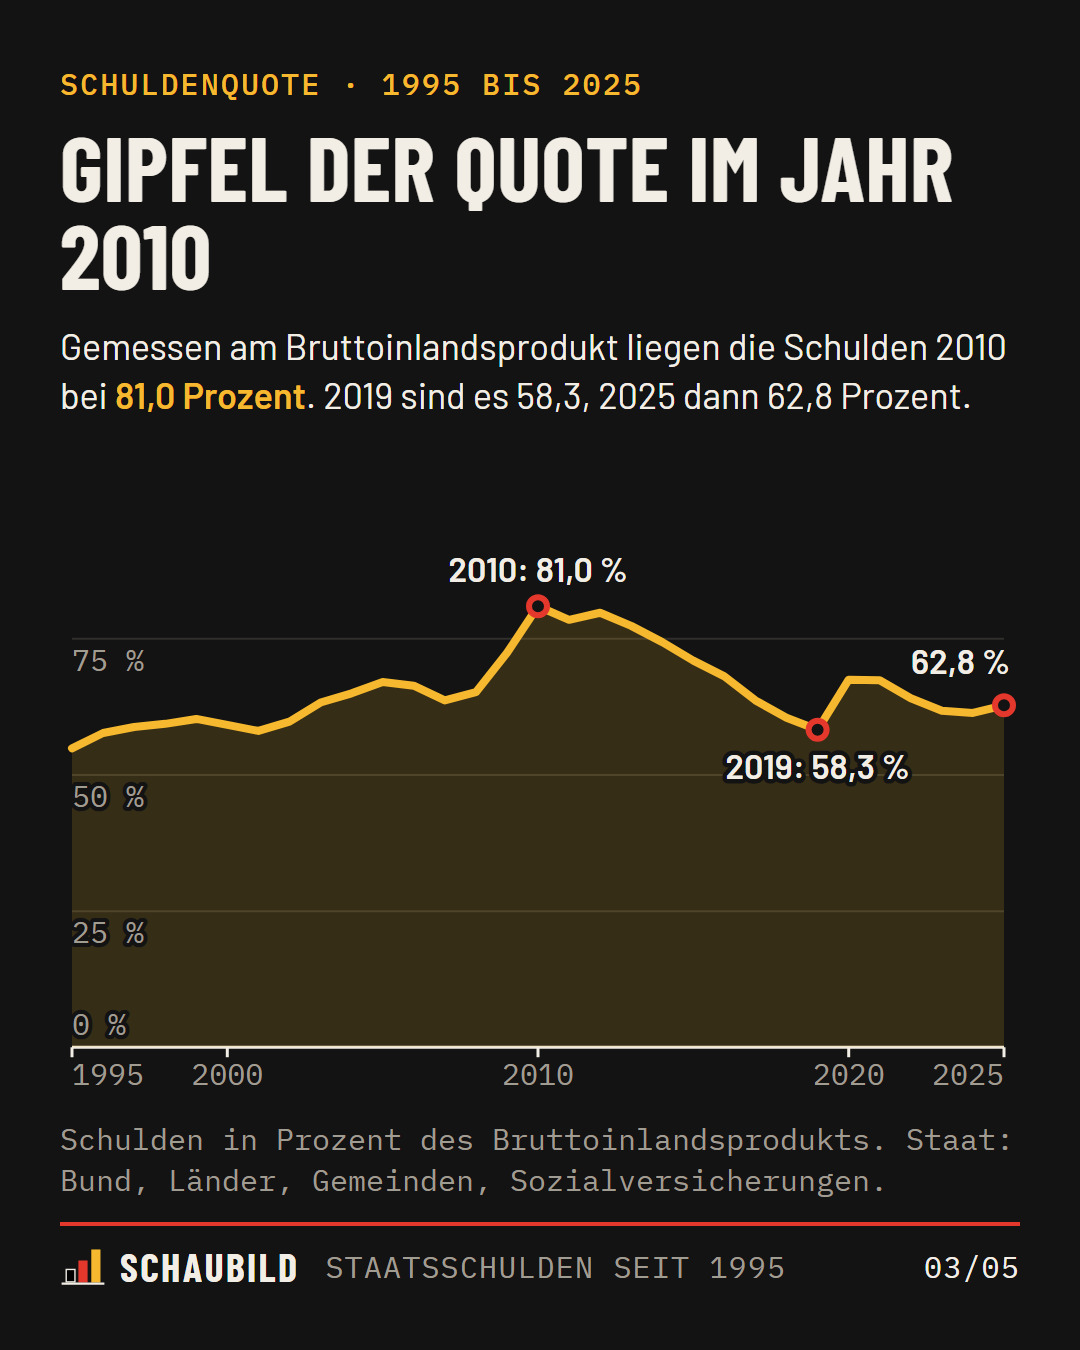 SCHULDENQUOTE · 1995 BIS 2025
GIPFEL DER QUOTE IM JAHR
2010
Gemessen am Bruttoinlandsprodukt liegen die Schulden 2010
bei 81,0 Prozent. 2019 sind es 58,3, 2025 dann 62,8 Prozent.
2010: 81,0 %
75 %
62,8 %
2019: 58,3 %
50 %
25 %
0 %
1995 2000 2010 2020 2025
Schulden in Prozent des Bruttoinlandsprodukts. Staat:
Bund, Länder, Gemeinden, Sozialversicherungen.
SCHAUBILD STAATSSCHULDEN SEIT 1995 03/05